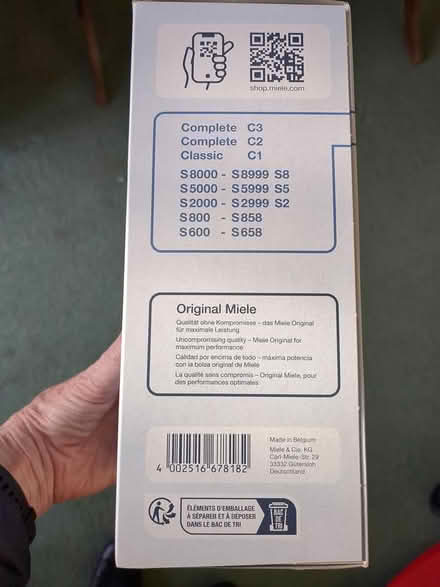 shop.miele.com
Complete C3
Complete C2
Classic C1
S8000 - S8999 S8
S5000 - S5999 S5
S2000 - S2999 S2
S800 - S858
S600 - S658
Original Miele
Qualität ohne Kompromisse – das Miele Original
für maximale Leistung
Uncompromising quality – Miele Original for
maximum performance
Calidad por encima de todo – máxima potencia
con la bolsa original de Miele
La qualité sans compromis – Original Miele, pour
des performances optimales
4 002516 678182
Made in Belgium
Miele & Cie. KG
Carl-Miele-Str. 29
33332 Gütersloh
Deutschland
ÉLÉMENTS D'EMBALLAGE
À SÉPARER ET À DÉPOSER
DANS LE BAC DE TRI
BAC
DE
TRI